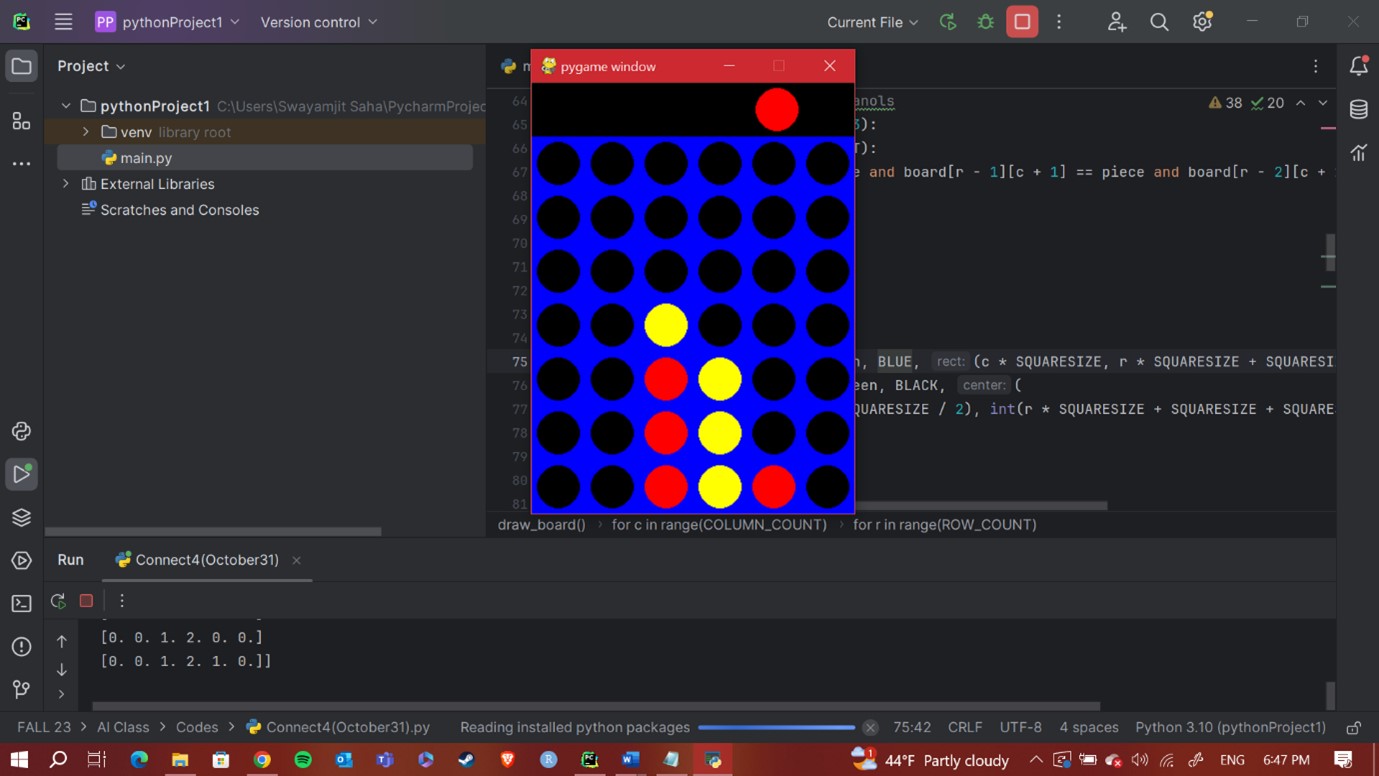 PP pythonProject1
Version control
Current File
Project
pythonProject1 C:\Users\Swayamjit Saha\PycharmProjec
venv library root
main.py
External Libraries
Scratches and Consoles
pygame window
38 20
64 anols
65 3):
66 T):
67 e and board[r - 1][c + 1] == piece and board[r - 2][c +
68
69
70
71
72
73
74
75 n, BLUE, rect: (c * SQUARESIZE, r * SQUARESIZE + SQUARESI
76 een, BLACK, center: (
77 QUARESIZE / 2), int(r * SQUARESIZE + SQUARESIZE + SQUARE
78
79
80
81
draw_board() › for c in range(COLUMN_COUNT) › for r in range(ROW_COUNT)
Run Connect4(October31)
[0. 0. 1. 2. 0. 0.]
[0. 0. 1. 2. 1. 0.]]
FALL 23 > AI Class > Codes > Connect4(October31).py Reading installed python packages 75:42 CRLF UTF-8 4 spaces Python 3.10 (pythonProject1)
44°F Partly cloudy ENG 6:47 PM